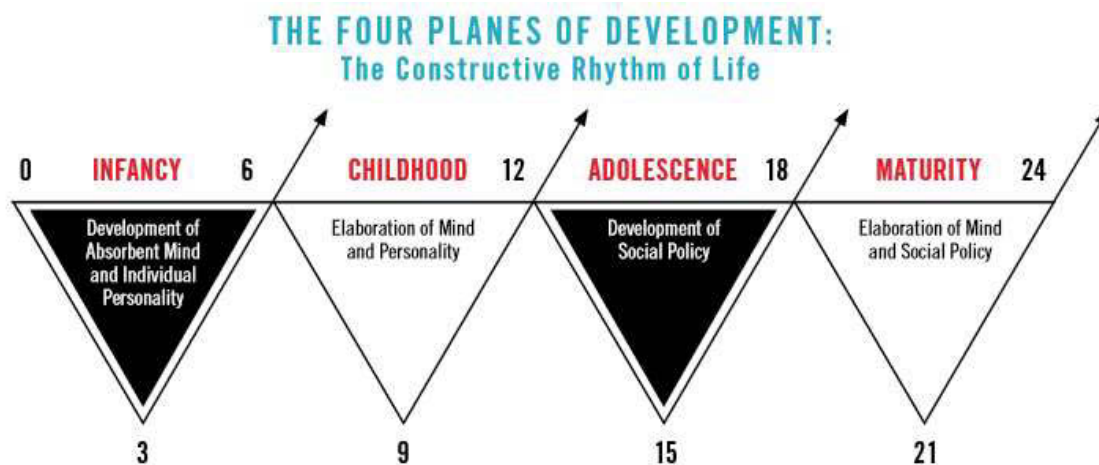 THE FOUR PLANES OF DEVELOPMENT:
The Constructive Rhythm of Life
0 INFANCY 6 CHILDHOOD 12 ADOLESCENCE 18 MATURITY 24
Development of
Absorbent Mind
and Individual
Personality
Elaboration of Mind
and Personality
Development of
Social Policy
Elaboration of Mind
and Social Policy
3 9 15 21